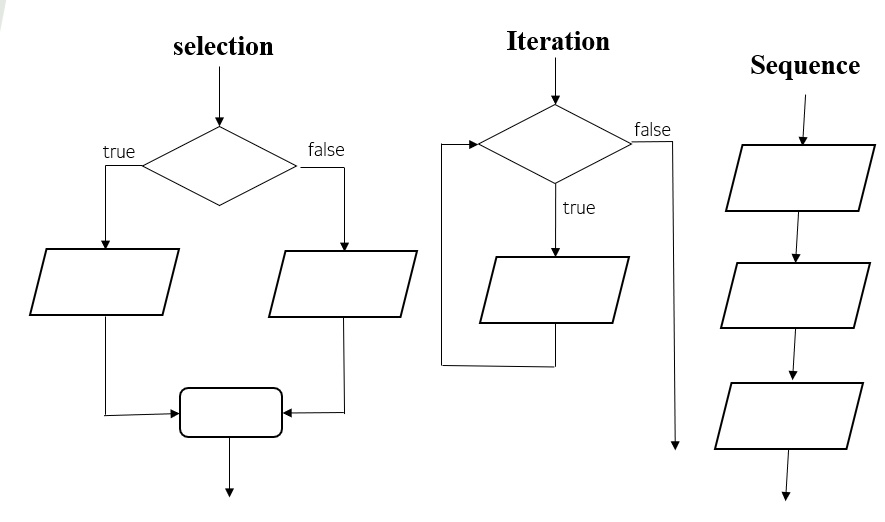 selection
true
false
Iteration
false
true
Sequence